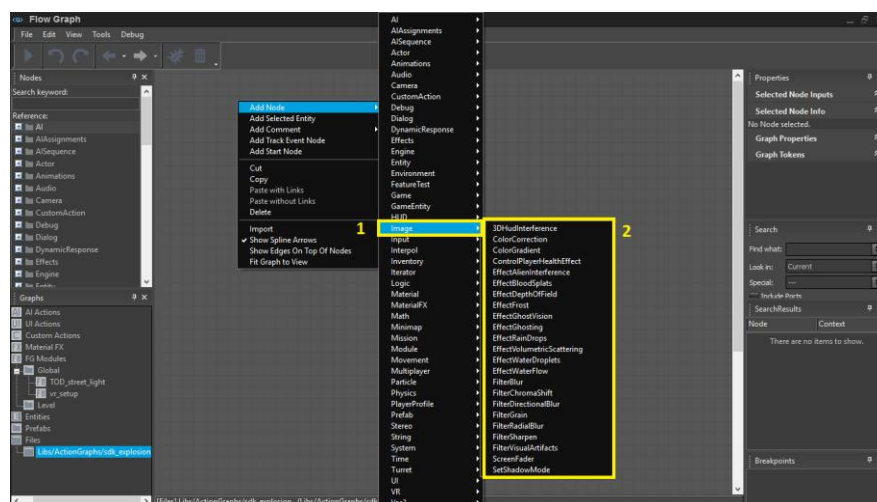 Flow Graph
File Edit View Tools Debug
Nodes
Search keyword:
Reference:
AI
AIAssignments
AISequence
Actor
Animations
Audio
Camera
CustomAction
Debug
Dialog
DynamicResponse
Effects
Engine
Entity
Graphs
AI Actions
UI Actions
Custom Actions
Material FX
FG Modules
Global
TOD_street_light
vr_setup
Level
Entities
Prefabs
Files
Libs/ActionGraphs/sdk_explosion
Add Node
Add Selected Entity
Add Comment
Add Track Event Node
Add Start Node
Cut
Copy
Paste with Links
Paste without Links
Delete
Import
Show Spline Arrows
Show Edges On Top Of Nodes
Fit Graph to View
1
AI
AIAssignments
AISequence
Actor
Animations
Audio
Camera
CustomAction
Debug
Dialog
DynamicResponse
Effects
Engine
Entity
Environment
FeatureTest
Game
GameEntity
HUD
Image
Input
Interpol
Inventory
Iterator
Logic
Material
MaterialFX
Math
Minimap
Mission
Module
Movement
Multiplayer
Particle
Physics
PlayerProfile
Prefab
Stereo
String
System
Time
Turret
UI
VR
3DHudInterference
ColorCorrection
ColorGradient
ControlPlayerHealthEffect
EffectAlienInterference
EffectBloodSplats
EffectDepthOfField
EffectFrost
EffectGhostVision
EffectGhosting
EffectRainDrops
EffectVolumetricScattering
EffectWaterDroplets
EffectWaterFlow
FilterBlur
FilterChromaShift
FilterDirectionalBlur
FilterGrain
FilterRadialBlur
FilterSharpen
FilterVisualArtifacts
ScreenFader
SetShadowMode
2
Properties
Selected Node Inputs
Selected Node Info
No Node selected.
Graph Properties
Graph Tokens
Search
Find what:
Look in: Current
Special: ---
Include Ports
SearchResults
Node Context
There are no items to show.
Breakpoints